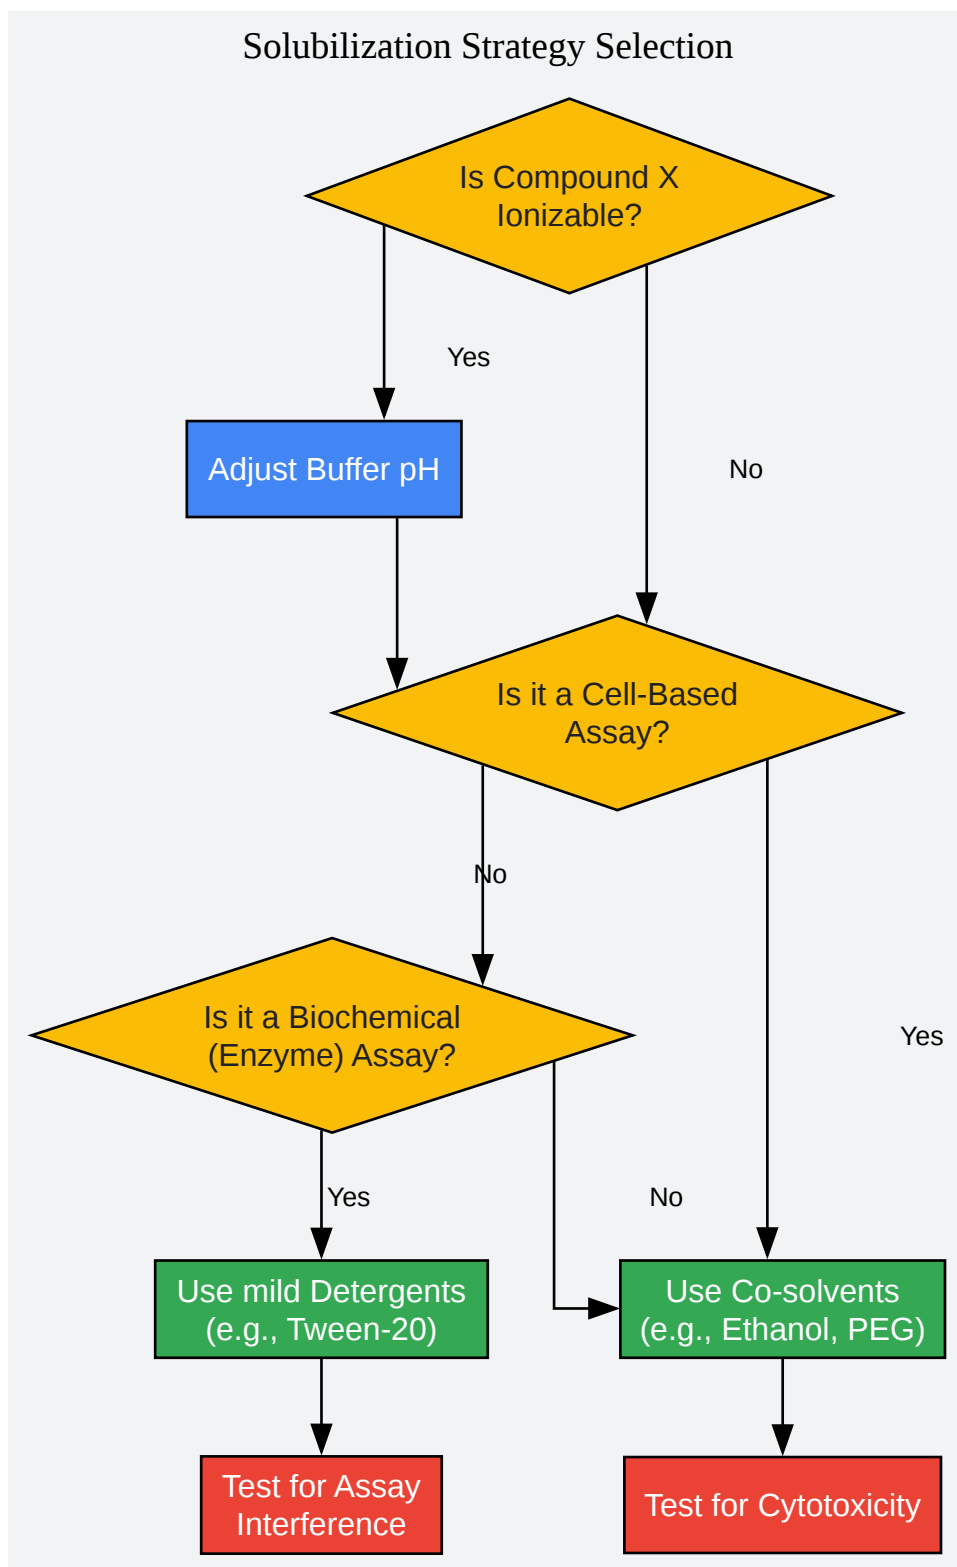 Solubilization Strategy Selection
Is Compound X
Ionizable?
Yes
Adjust Buffer pH
No
Is it a Cell-Based
Assay?
No
Is it a Biochemical
(Enzyme) Assay?
Yes
Yes
No
Use mild Detergents
(e.g., Tween-20)
Use Co-solvents
(e.g., Ethanol, PEG)
Test for Assay
Interference
Test for Cytotoxicity